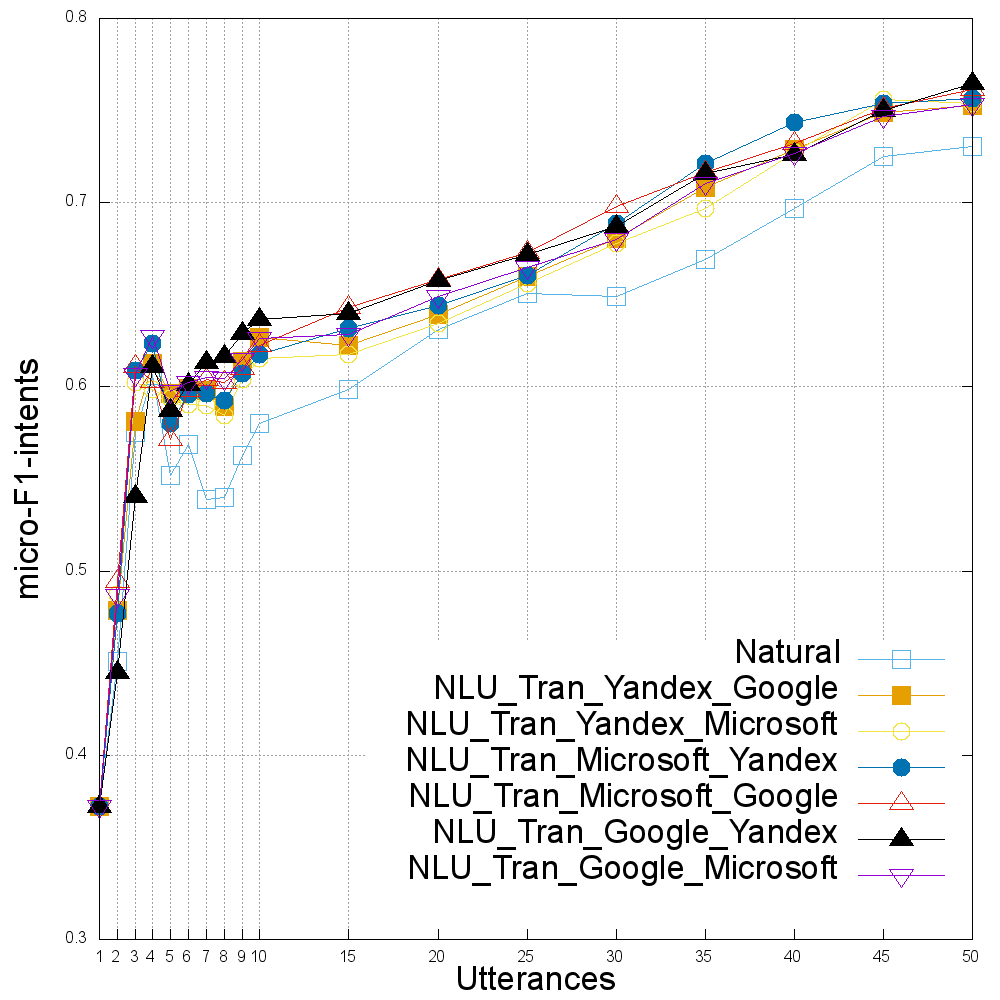 0.8
0.7
0.6
0.5
0.4
0.3
micro-F1-intents
Natural
NLU_Tran_Yandex_Google
NLU_Tran_Yandex_Microsoft
NLU_Tran_Microsoft_Yandex
NLU_Tran_Microsoft_Google
NLU_Tran_Google_Yandex
NLU_Tran_Google_Microsoft
1 2 3 4 5 6 7 8 9 10 15 20 25 30 35 40 45 50
Utterances